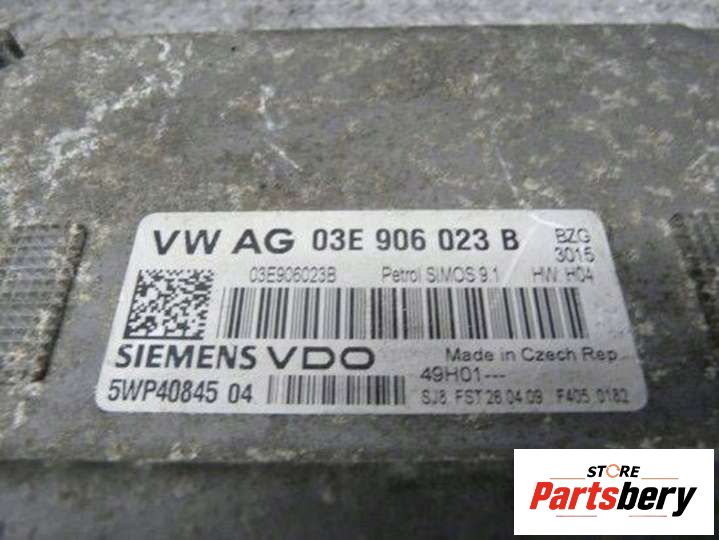 VW AG 03E 906 023 B BZG
3015
03E906023B Petrol SIMOS 9.1 HW H04
SIEMENS VDO Made in Czech Rep.
49H01---
5WP40845 04 SJ8. FST 26.04.09 F405 0182
STORE
Partsbery